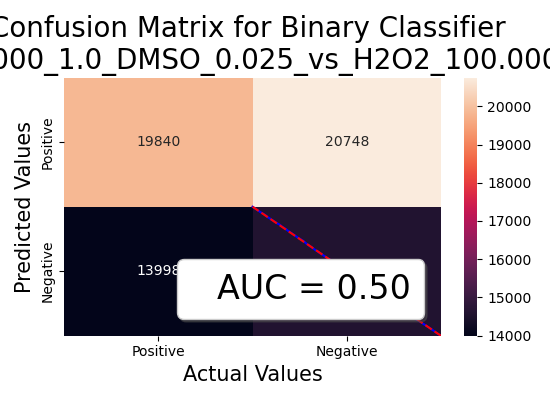 Confusion Matrix for Binary Classifier
000_1.0_DMSO_0.025_vs_H2O2_100.000
Predicted Values
Positive
Negative
19840 20748
13998
AUC = 0.50
Positive Negative
Actual Values
20000
19000
18000
17000
16000
15000
14000